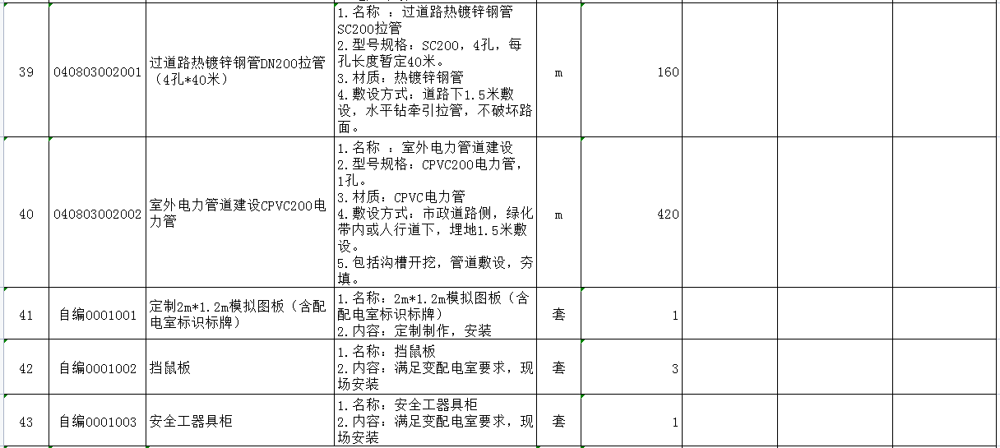 39
040803002001
过道路热镀锌钢管DN200拉管
（4孔*40米）
1.名称 ：过道路热镀锌钢管
SC200拉管
2.型号规格：SC200，4孔，每
孔长度暂定40米。
3.材质：热镀锌钢管
4.敷设方式：道路下1.5米敷
设，水平钻牵引拉管，不破坏路
面。
m
160
40
040803002002
室外电力管道建设CPVC200电
力管
1.名称 ：室外电力管道建设
2.型号规格：CPVC200电力管，
1孔。
3.材质：CPVC电力管
4.敷设方式：市政道路侧，绿化
带内或人行道下，埋地1.5米敷
设。
5.包括沟槽开挖，管道敷设，夯
填。
m
420
41
自编0001001
定制2m*1.2m模拟图板（含配
电室标识标牌）
1.名称：2m*1.2m模拟图板（含
配电室标识标牌）
2.内容：定制制作，安装
套
1
42
自编0001002
挡鼠板
1.名称：挡鼠板
2.内容：满足变配电室要求，现
场安装
套
3
43
自编0001003
安全工器具柜
1.名称：安全工器具柜
2.内容：满足变配电室要求，现
场安装
套
1